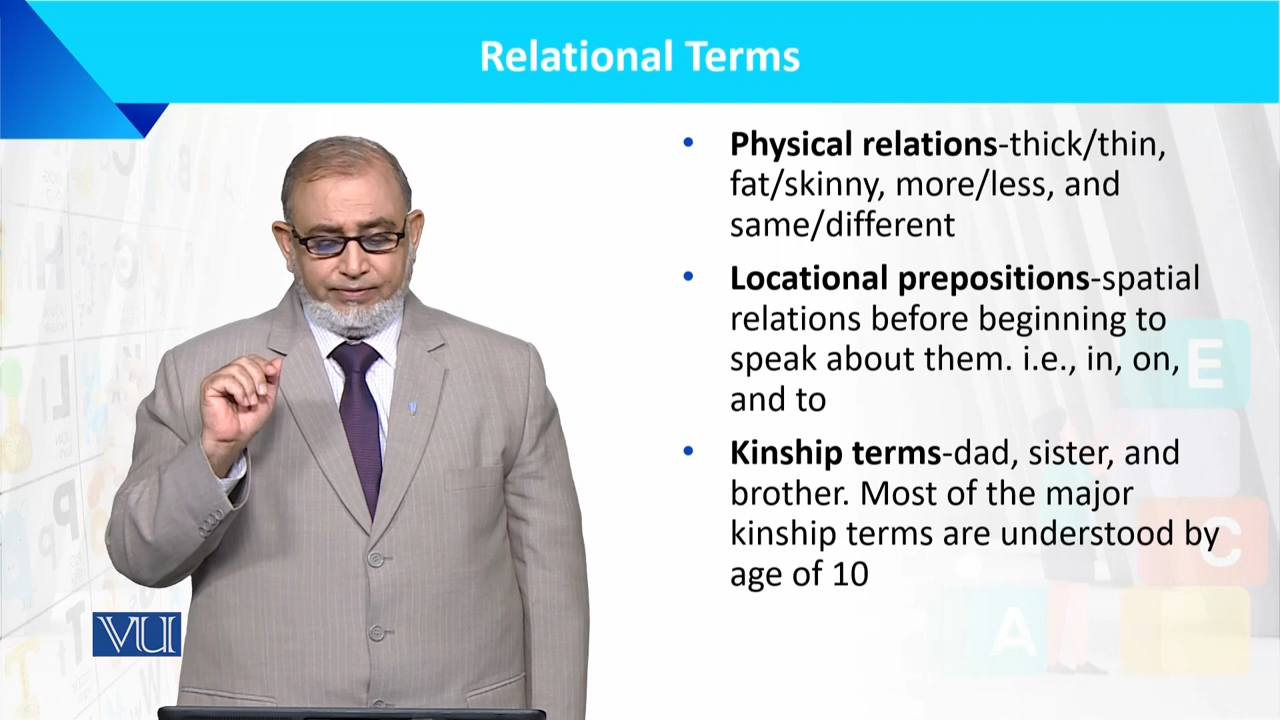 Relational Terms
• Physical relations-thick/thin,
fat/skinny, more/less, and
same/different
• Locational prepositions-spatial
relations before beginning to
speak about them. i.e., in, on,
and to
• Kinship terms-dad, sister, and
brother. Most of the major
kinship terms are understood by
age of 10
VU
E
C
A